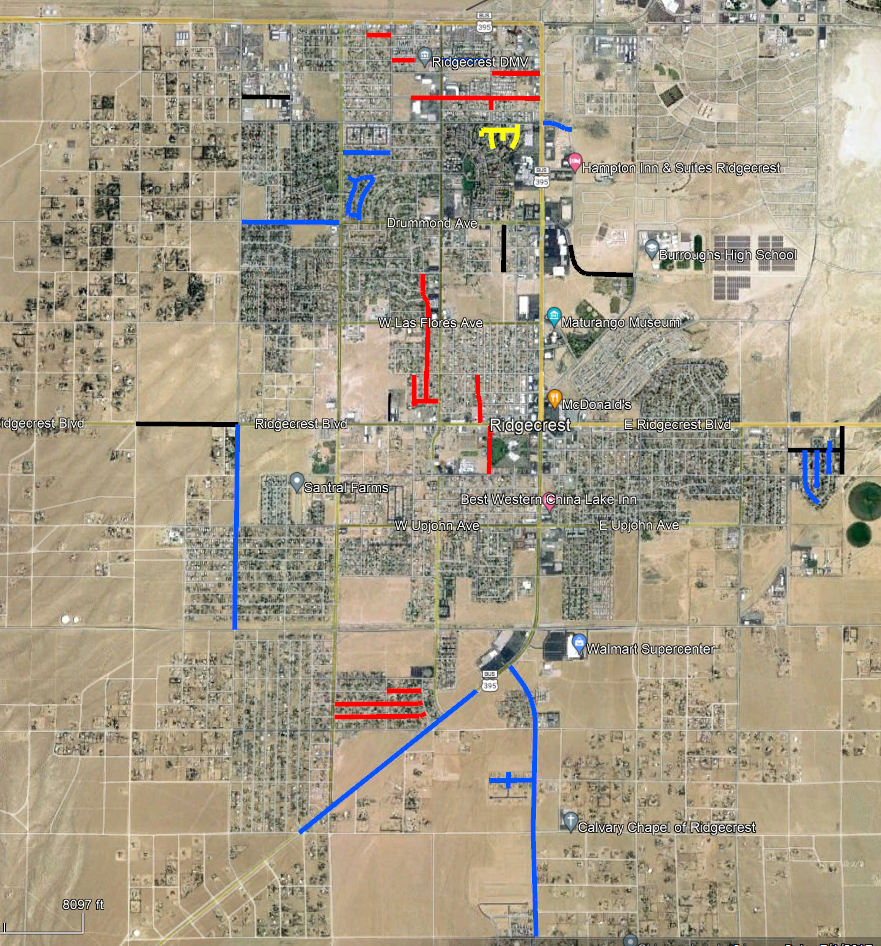 BUS
395
Ridgecrest DMV
Hampton Inn & Suites Ridgecrest
BUS
395
Drummond Ave
Burroughs High School
W Las Flores Ave
Maturango Museum
McDonald's
idgecrest Blvd
Ridgecrest Blvd
Ridgecrest
E Ridgecrest Blvd
Santral Farms
Best Western China Lake Inn
W Upjohn Ave
E Upjohn Ave
Walmart Supercenter
BUS
395
Calvary Chapel of Ridgecrest
8097 ft